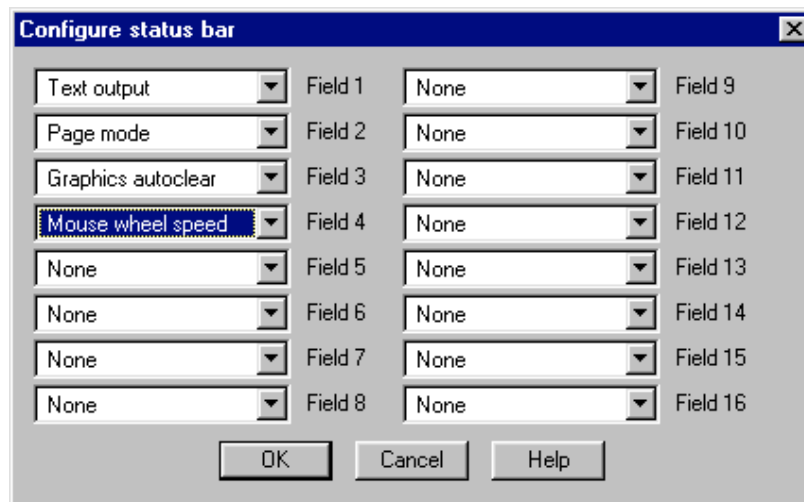 Configure status bar
Text output Field 1 None Field 9
Page mode Field 2 None Field 10
Graphics autoclear Field 3 None Field 11
Mouse wheel speed Field 4 None Field 12
None Field 5 None Field 13
None Field 6 None Field 14
None Field 7 None Field 15
None Field 8 None Field 16
OK Cancel Help